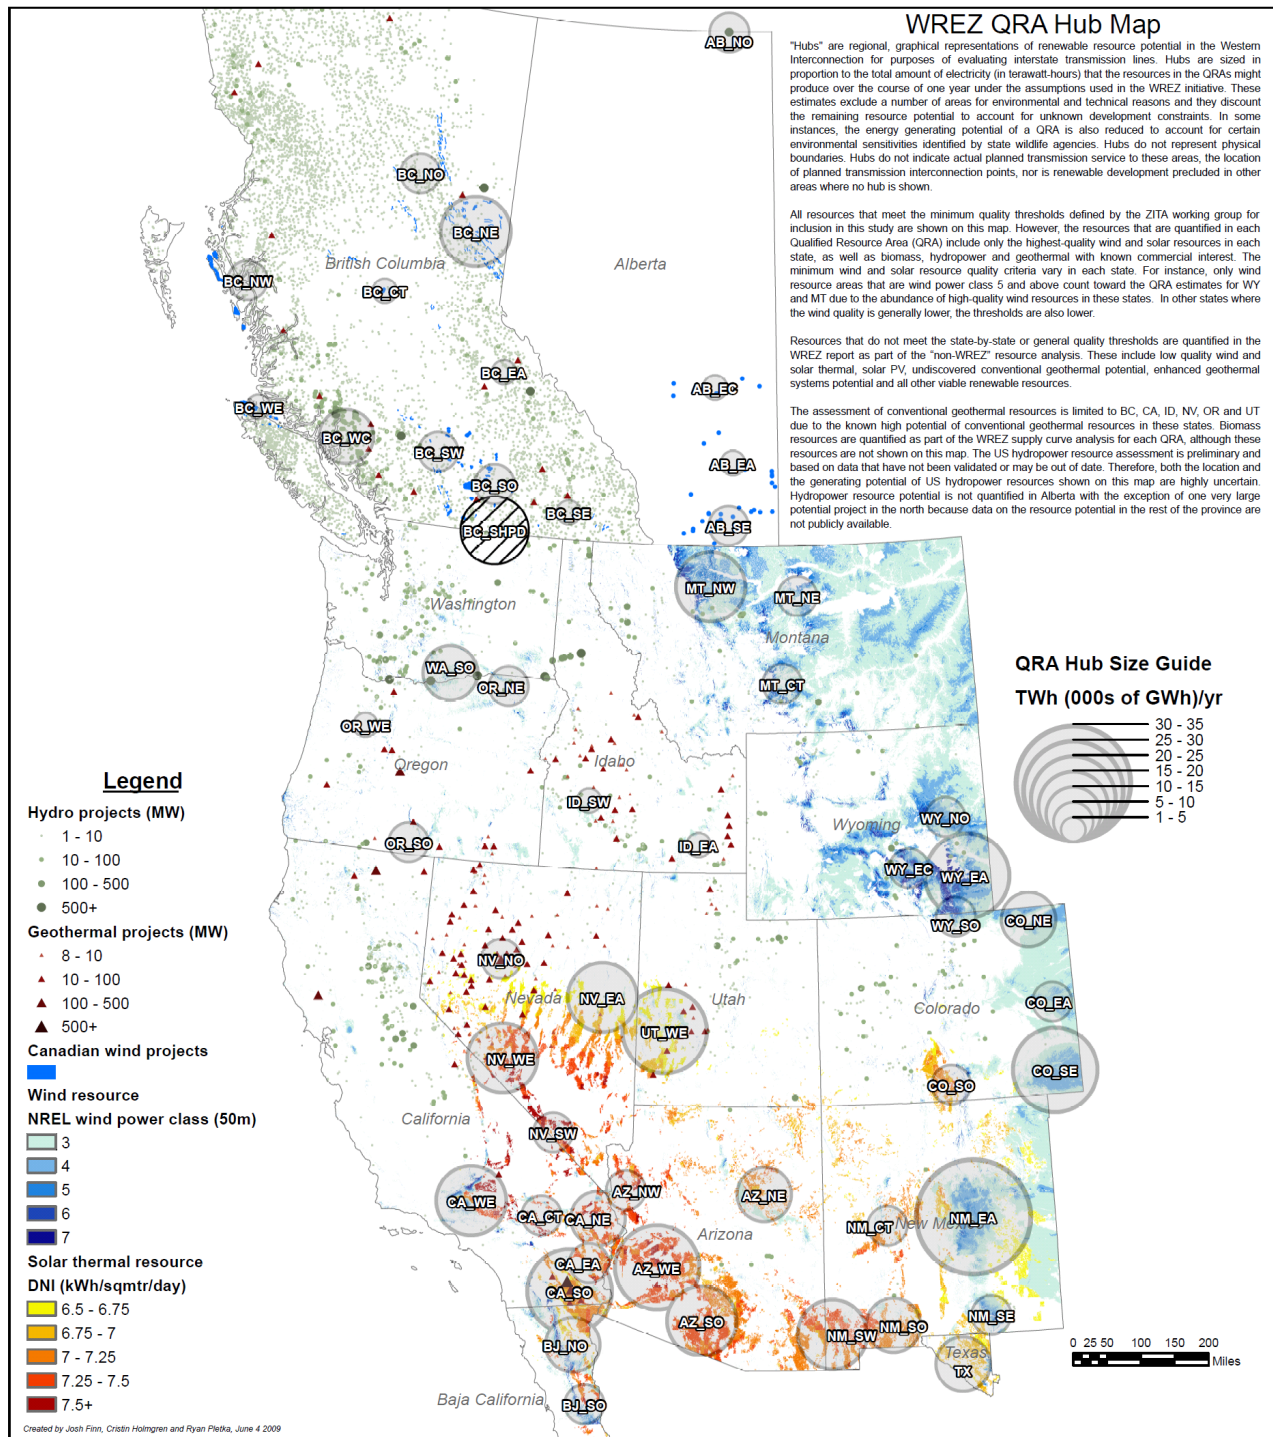 WREZ QRA Hub Map
"Hubs" are regional, graphical representations of renewable resource potential in the Western
Interconnection for purposes of evaluating interstate transmission lines. Hubs are sized in
proportion to the total amount of electricity (in terawatt-hours) that the resources in the QRAs might
produce over the course of one year under the assumptions used in the WREZ initiative. These
estimates exclude a number of areas for environmental and technical reasons and they discount
the remaining resource potential to account for unknown development constraints. In some
instances, the energy generating potential of a QRA is also reduced to account for certain
environmental sensitivities identified by state wildlife agencies. Hubs do not represent physical
boundaries. Hubs do not indicate actual planned transmission service to these areas, the location
of planned transmission interconnection points, nor is renewable development precluded in other
areas where no hub is shown.
All resources that meet the minimum quality thresholds defined by the ZITA working group for
inclusion in this study are shown on this map. However, the resources that are quantified in each
Qualified Resource Area (QRA) include only the highest-quality wind and solar resources in each
state, as well as biomass, hydropower and geothermal with known commercial interest. The
minimum wind and solar resource quality criteria vary in each state. For instance, only wind
resource areas that are wind power class 5 and above count toward the QRA estimates for WY
and MT due to the abundance of high-quality wind resources in these states. In other states where
the wind quality is generally lower, the thresholds are also lower.
Resources that do not meet the state-by-state or general quality thresholds are quantified in the
WREZ report as part of the "non-WREZ" resource analysis. These include low quality wind and
solar thermal, solar PV, undiscovered conventional geothermal potential, enhanced geothermal
systems potential and all other viable renewable resources.
The assessment of conventional geothermal resources is limited to BC, CA, ID, NV, OR and UT
due to the known high potential of conventional geothermal resources in these states. Biomass
resources are quantified as part of the WREZ supply curve analysis for each QRA, although these
resources are not shown on this map. The US hydropower resource assessment is preliminary and
based on data that have not been validated or may be out of date. Therefore, both the location and
the generating potential of US hydropower resources shown on this map are highly uncertain.
Hydropower resource potential is not quantified in Alberta with the exception of one very large
potential project in the north because data on the resource potential in the rest of the province are
not publicly available.
AB_NO
BC_NO
BC_NE
British Columbia
Alberta
BC_NW
BC_CT
BC_EA
AB_EC
BC_WE
BC_WC
BC_SW
AB_EA
BC_SO
BC_SE
BC_SHPD
AB_SE
MT_NW
MT_NE
Washington
Montana
WA_SO
OR_NE
MT_CT
OR_WE
Oregon
Idaho
ID_SW
WY_NO
Wyoming
OR_SO
ID_EA
WY_EC
WY_EA
WY_SO
CO_NE
NV_NO
Nevada
NV_EA
Utah
CO_EA
Colorado
UT_WE
NV_WE
CO_SE
CO_SO
California
NV_SW
AZ_NW
AZ_NE
CA_WE
CA_CT
CA_NE
NM_CT
New Mexico
NM_EA
Arizona
CA_EA
AZ_WE
CA_SO
AZ_SO
NM_SE
NM_SO
NM_SW
BJ_NO
Texas
TX
Baja California
BJ_SO
QRA Hub Size Guide
TWh (000s of GWh)/yr
30 - 35
25 - 30
20 - 25
15 - 20
10 - 15
5 - 10
1 - 5
Legend
Hydro projects (MW)
1 - 10
10 - 100
100 - 500
500+
Geothermal projects (MW)
8 - 10
10 - 100
100 - 500
500+
Canadian wind projects
Wind resource
NREL wind power class (50m)
3
4
5
6
7
Solar thermal resource
DNI (kWh/sqmtr/day)
6.5 - 6.75
6.75 - 7
7 - 7.25
7.25 - 7.5
7.5+
0 25 50 100 150 200
Miles
Created by Josh Finn, Cristin Holmgren and Ryan Pletka, June 4 2009